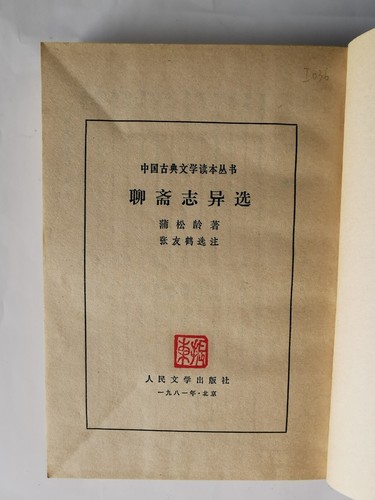 中国古典文学读本丛书
聊斋志异选
蒲松龄著
张友鹤选注
人民文学出版社
一九八一年·北京